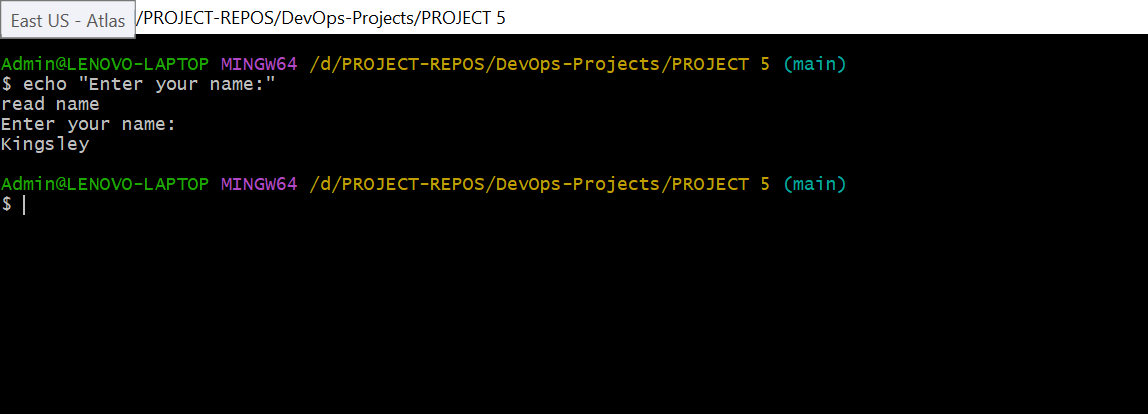 East US - Atlas
/PROJECT-REPOS/DevOps-Projects/PROJECT 5
Admin@LENOVO-LAPTOP MINGW64 /d/PROJECT-REPOS/DevOps-Projects/PROJECT 5 (main)
$ echo "Enter your name:"
read name
Enter your name:
Kingsley
Admin@LENOVO-LAPTOP MINGW64 /d/PROJECT-REPOS/DevOps-Projects/PROJECT 5 (main)
$